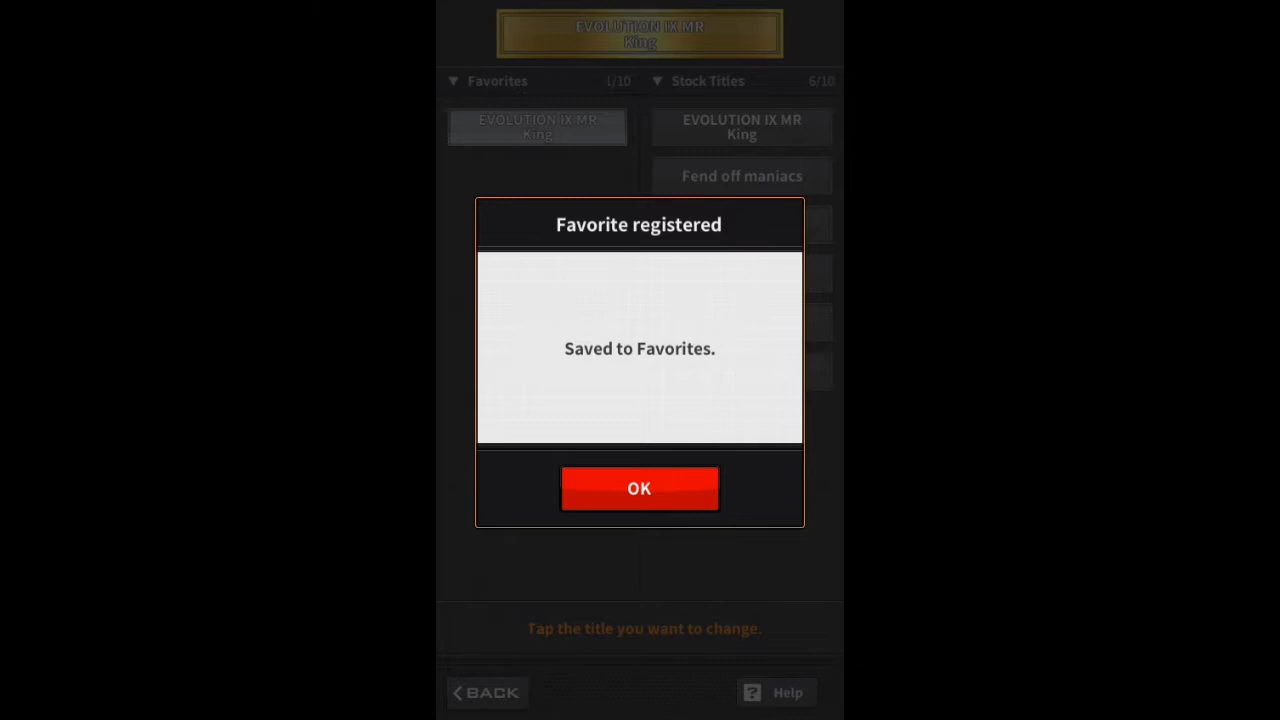 EVOLUTION IX MR
King
▼ Favorites 1/10
▼ Stock Titles 6/10
EVOLUTION IX MR
King
EVOLUTION IX MR
King
Fend off maniacs
Favorite registered
Saved to Favorites.
OK
Tap the title you want to change.
BACK
? Help